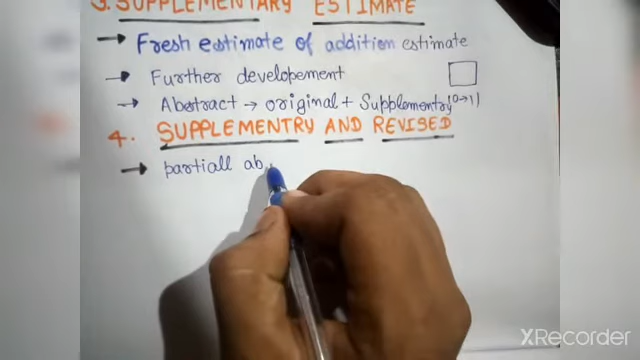 3. SUPPLEMENTARY ESTIMATE
→ Fresh estimate of addition estimate
→ Further developement
→ Abstract → original + Supplementry
4. SUPPLEMENTRY AND REVISED
→ partiall ab
XRecorder